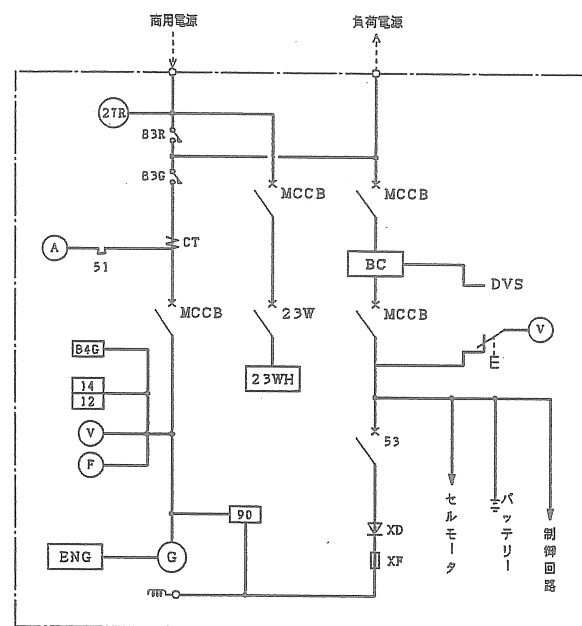 商用電源
負荷電源
27R
83R
83G
MCCB
MCCB
CT
A
51
BC
DVS
MCCB
23W
MCCB
V
84G
23WH
14
12
V
53
F
セルモータ
バッテリー
制御回路
90
XD
ENG
G
XF